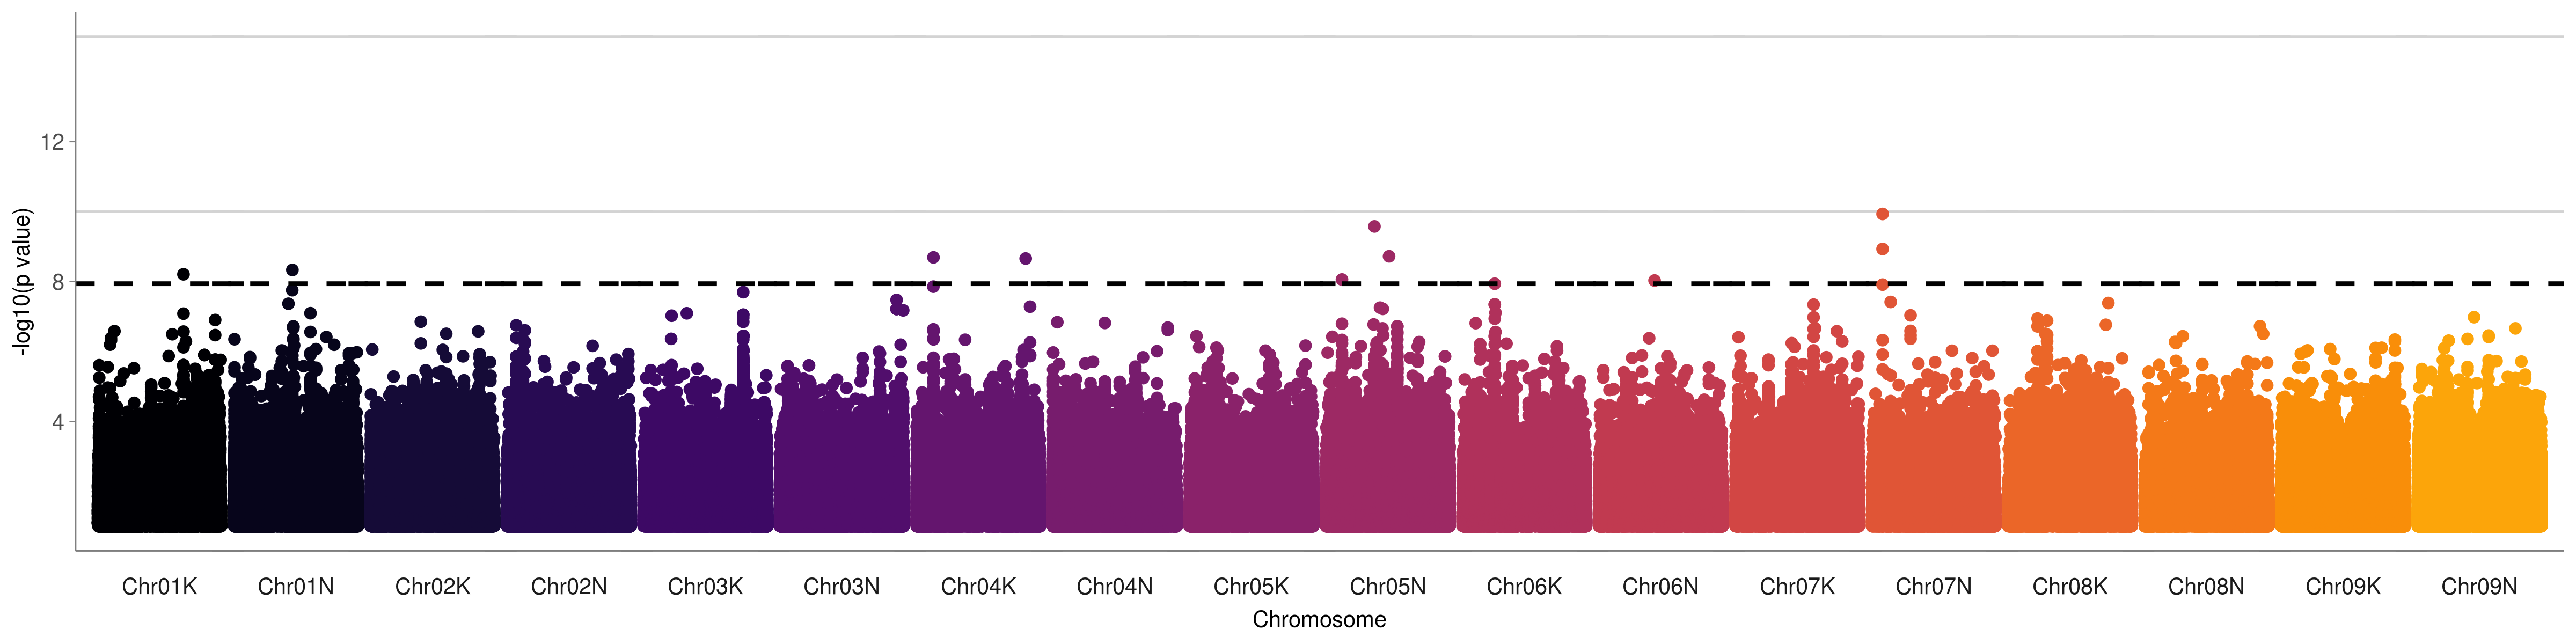 -log10(p value)
12
8
4
Chr01K Chr01N Chr02K Chr02N Chr03K Chr03N Chr04K Chr04N Chr05K Chr05N Chr06K Chr06N Chr07K Chr07N Chr08K Chr08N Chr09K Chr09N
Chromosome